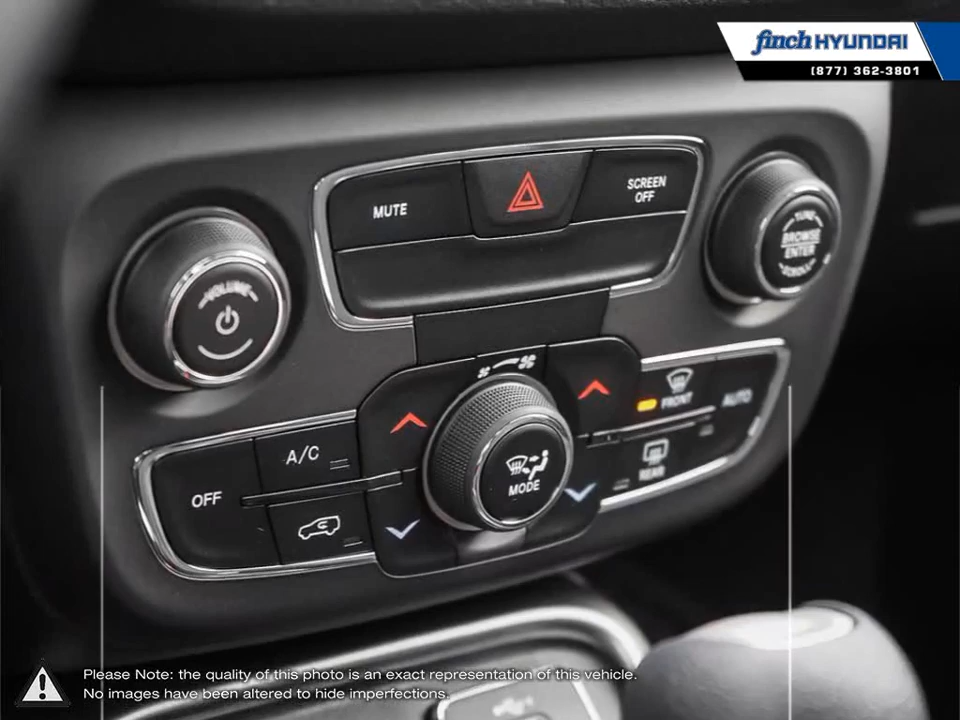 finch HYUNDAI
(877) 362-3801
MUTE
SCREEN
OFF
VOLUME
TUNE
BROWSE
ENTER
SCROLL
FRONT
AUTO
A/C
OFF
MODE
REAR
Please Note: the quality of this photo is an exact representation of this vehicle.
No images have been altered to hide imperfections.